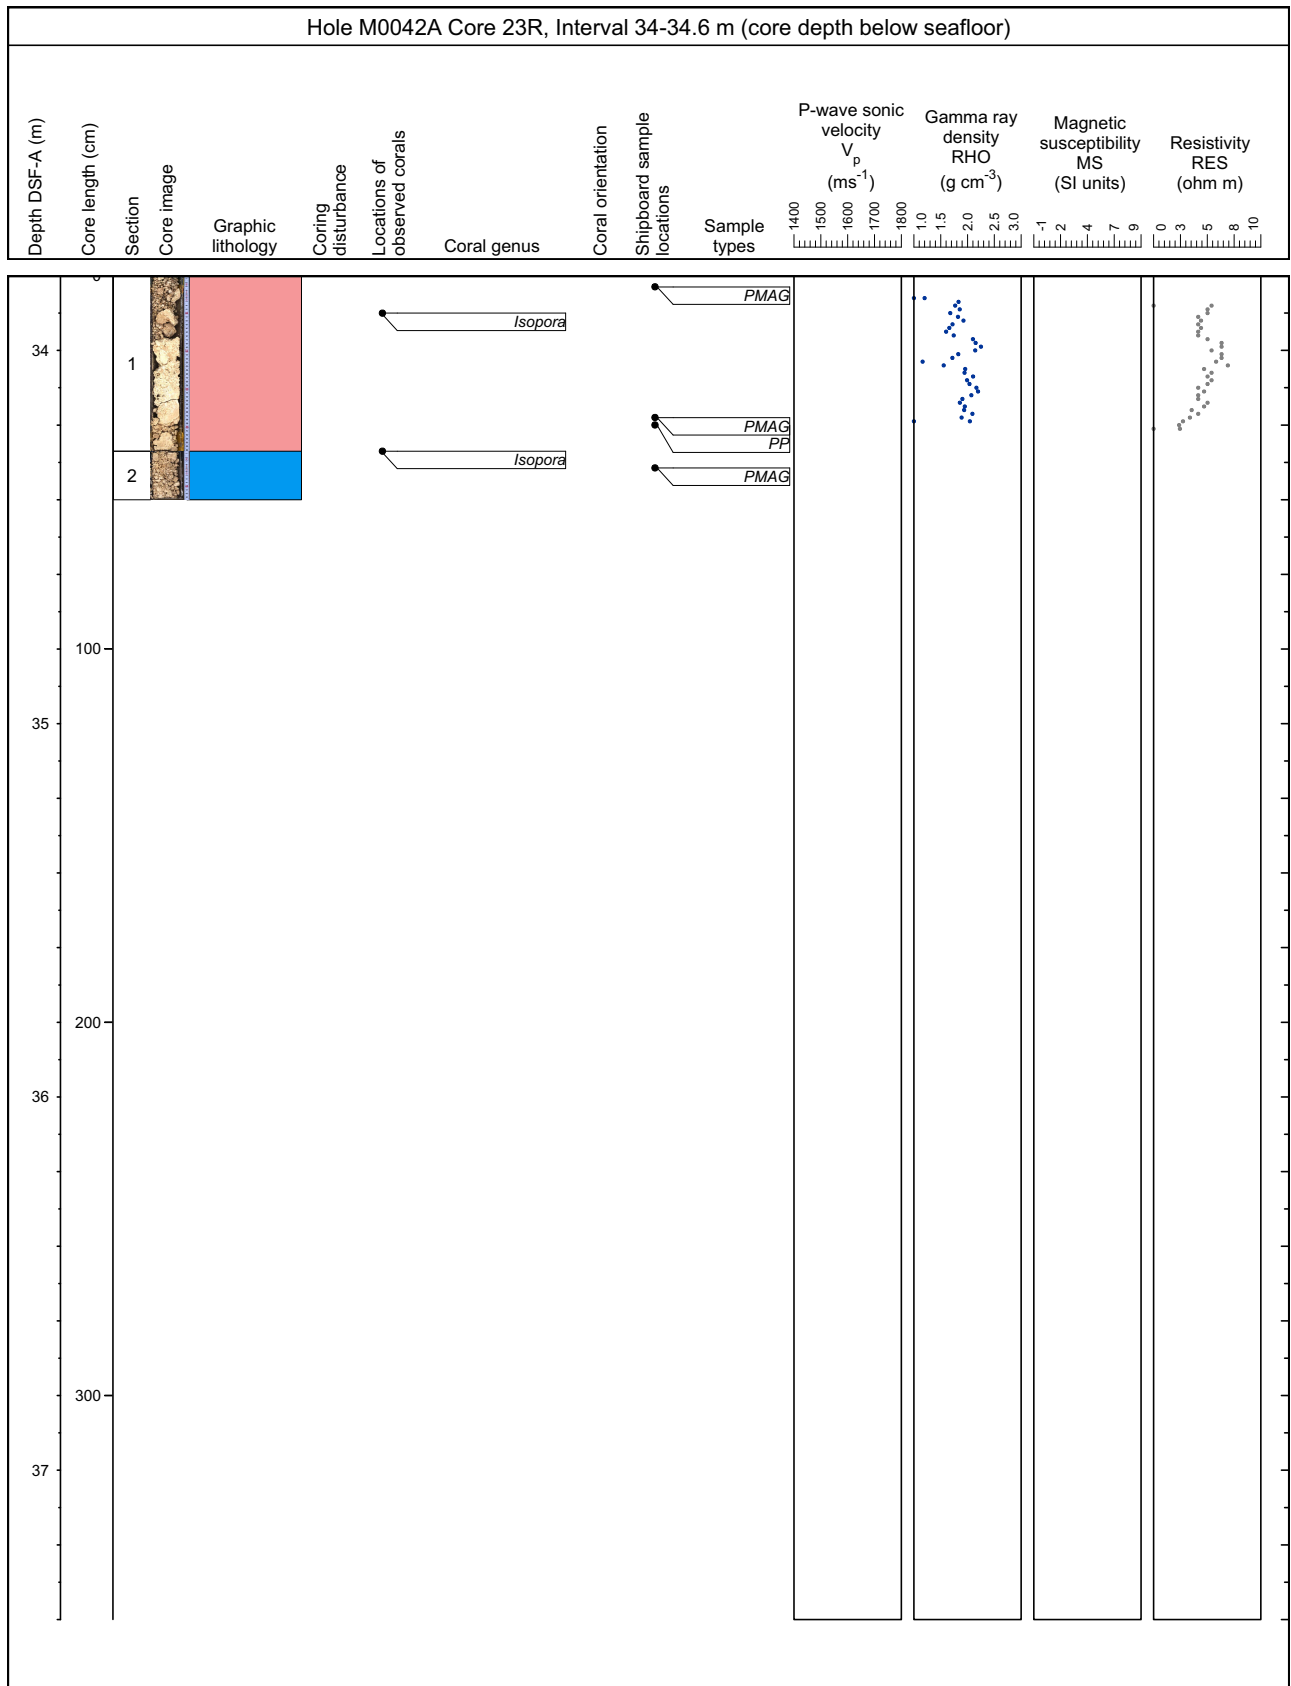 Hole M0042A Core 23R, Interval 34-34.6 m (core depth below seafloor)
Depth DSF-A (m)
Core length (cm)
Section
Core image
Graphic
lithology
Coring
disturbance
Locations of
observed corals
Coral genus
Coral orientation
Shipboard sample
locations
Sample
types
P-wave sonic
velocity
Vp
(ms-1)
1400 1500 1600 1700 1800
Gamma ray
density
RHO
(g cm-3)
1.0 1.5 2.0 2.5 3.0
Magnetic
susceptibility
MS
(SI units)
-1 2 4 7 9
Resistivity
RES
(ohm m)
0 3 5 8 10
PMAG
Isopora
34
1
PMAG
PP
Isopora
2
PMAG
100
35
200
36
300
37